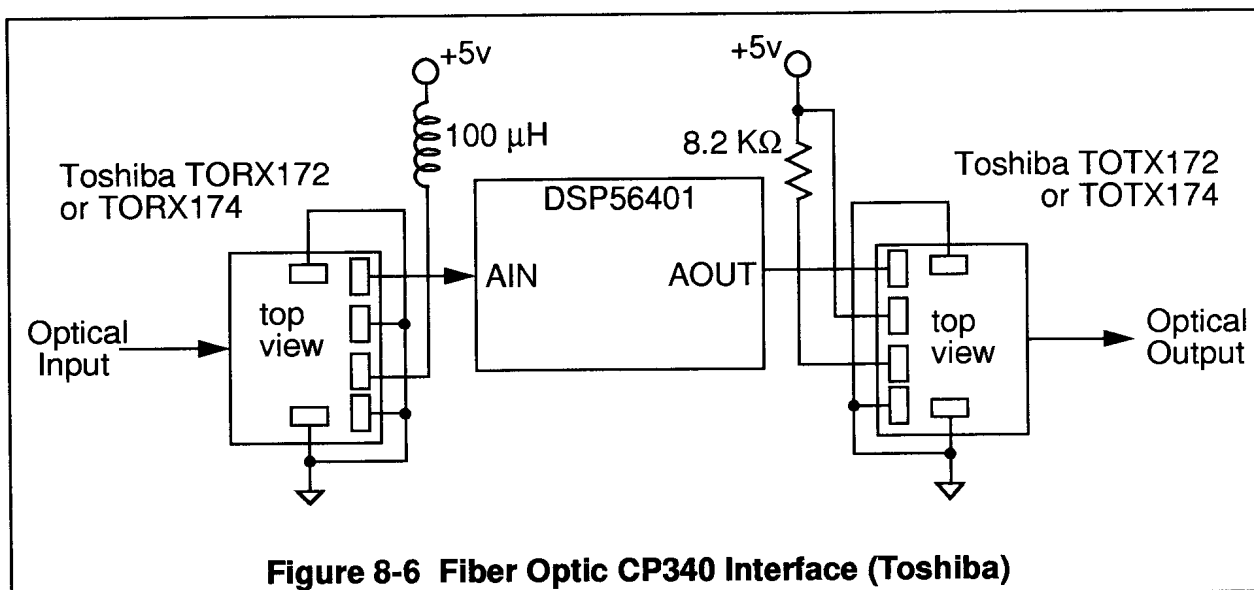 +5v
+5v
100 µH
8.2 KΩ
Toshiba TORX172
or TORX174
DSP56401
Toshiba TOTX172
or TOTX174
AIN
AOUT
Optical
Input
top
view
top
view
Optical
Output
Figure 8-6 Fiber Optic CP340 Interface (Toshiba)